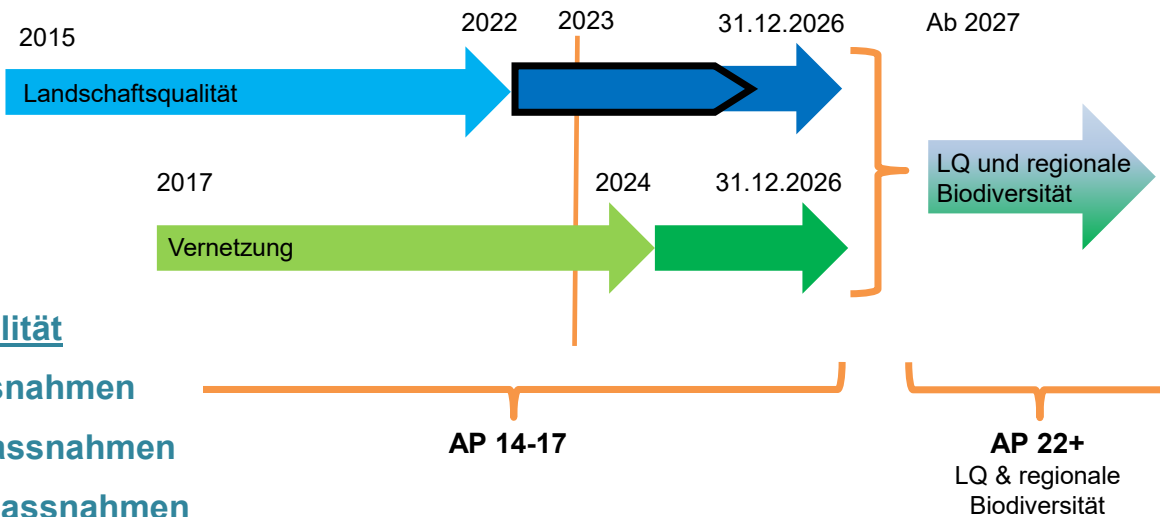 2015
2022
2023
31.12.2026
Ab 2027
Landschaftsqualität
LQ und regionale
Biodiversität
2017
2024
31.12.2026
Vernetzung
lität
snahmen
assnahmen
assnahmen
AP 14-17
AP 22+
LQ & regionale
Biodiversität